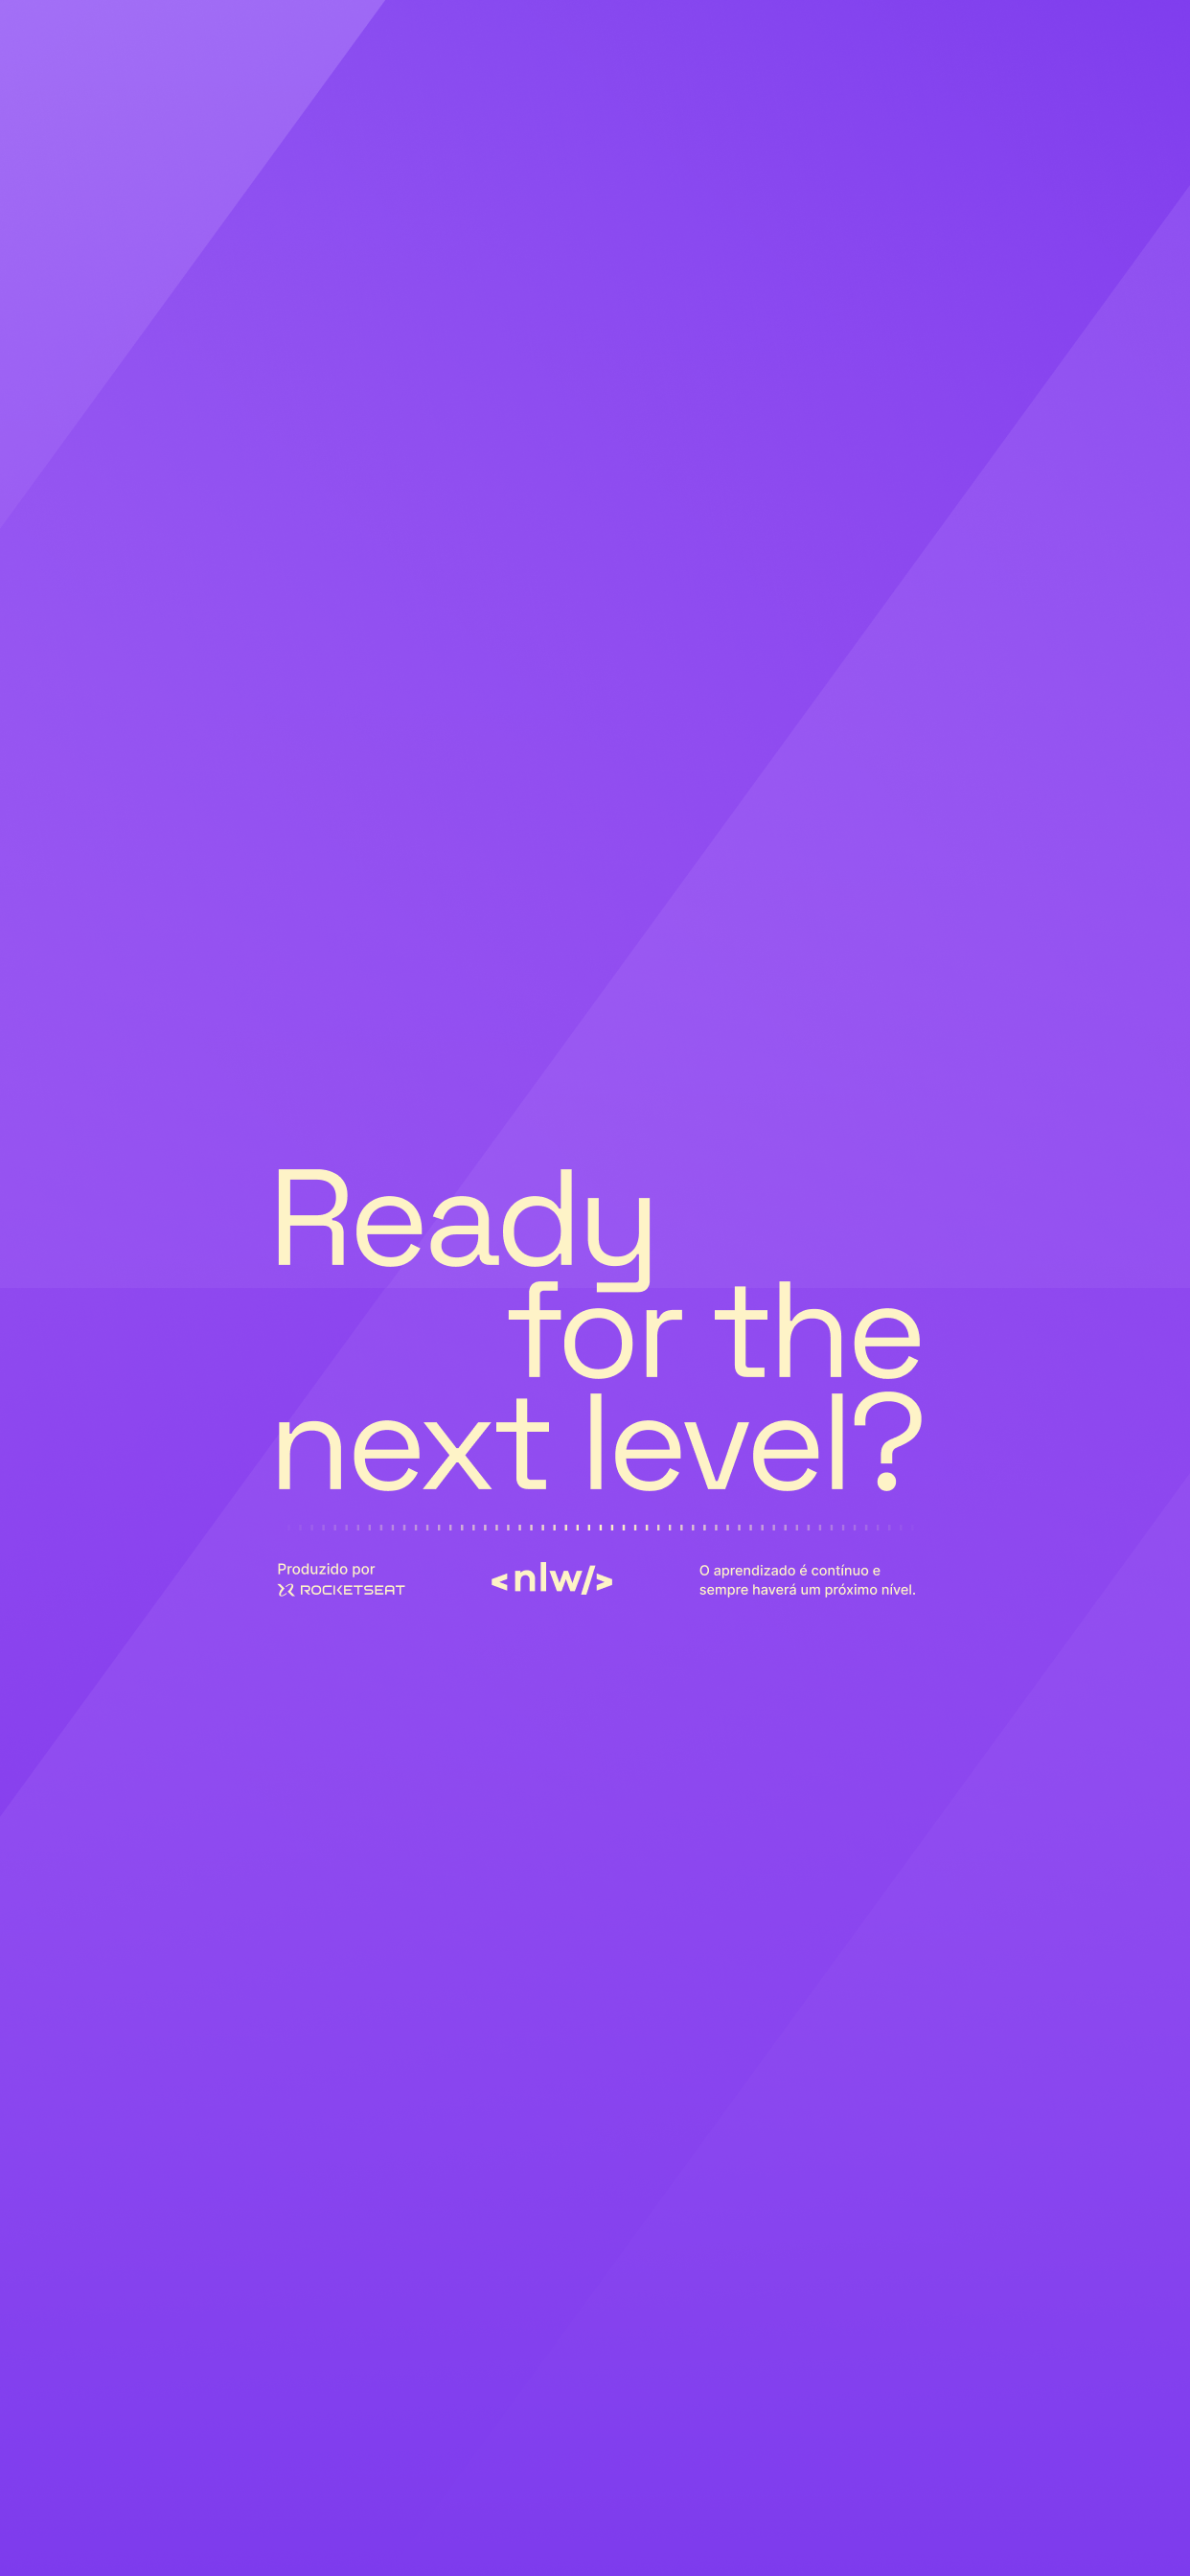 Ready
for the
next level?
Produzido por
ROCKETSEAT
<nlw/>
O aprendizado é contínuo e
sempre haverá um próximo nível.